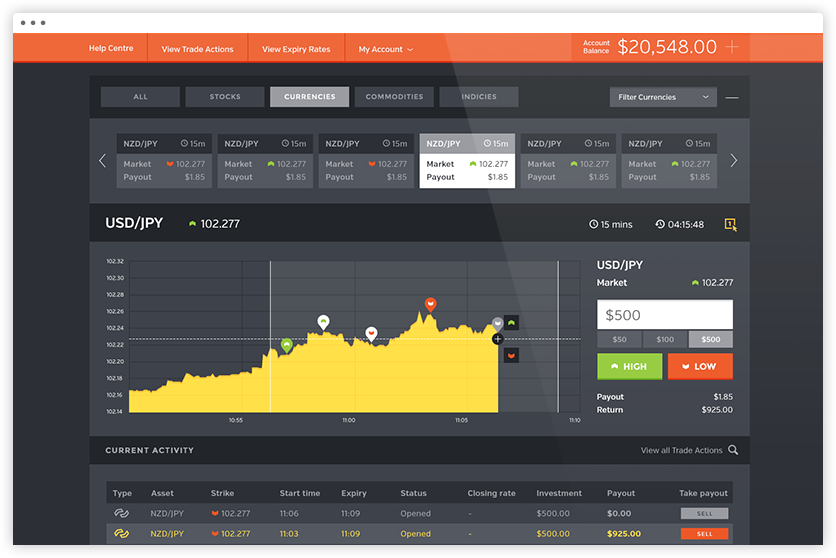 Help Centre View Trade Actions View Expiry Rates My Account Account Balance $20,548.00
ALL STOCKS CURRENCIES COMMODITIES INDICIES Filter Currencies
NZD/JPY 15m NZD/JPY 15m NZD/JPY 15m NZD/JPY 15m NZD/JPY 15m NZD/JPY 15m
Market 102.277 Market 102.277 Market 102.277 Market 102.277 Market 102.277 Market 102.277
Payout $1.85 Payout $1.85 Payout $1.85 Payout $1.85 Payout $1.85 Payout $1.85
USD/JPY 102.277 15 mins 04:15:48 1
102.32
102.30
102.28
102.26
102.24
102.22
102.20
102.18
102.16
102.14
10:55 11:00 11:05 11:10
USD/JPY
Market 102.277
$500
$50 $100 $500
HIGH LOW
Payout $1.85
Return $925.00
CURRENT ACTIVITY View all Trade Actions
Type Asset Strike Start time Expiry Status Closing rate Investment Payout Take payout
NZD/JPY 102.277 11:06 11:09 Opened - $500.00 $0.00 SELL
NZD/JPY 102.277 11:03 11:09 Opened - $500.00 $925.00 SELL